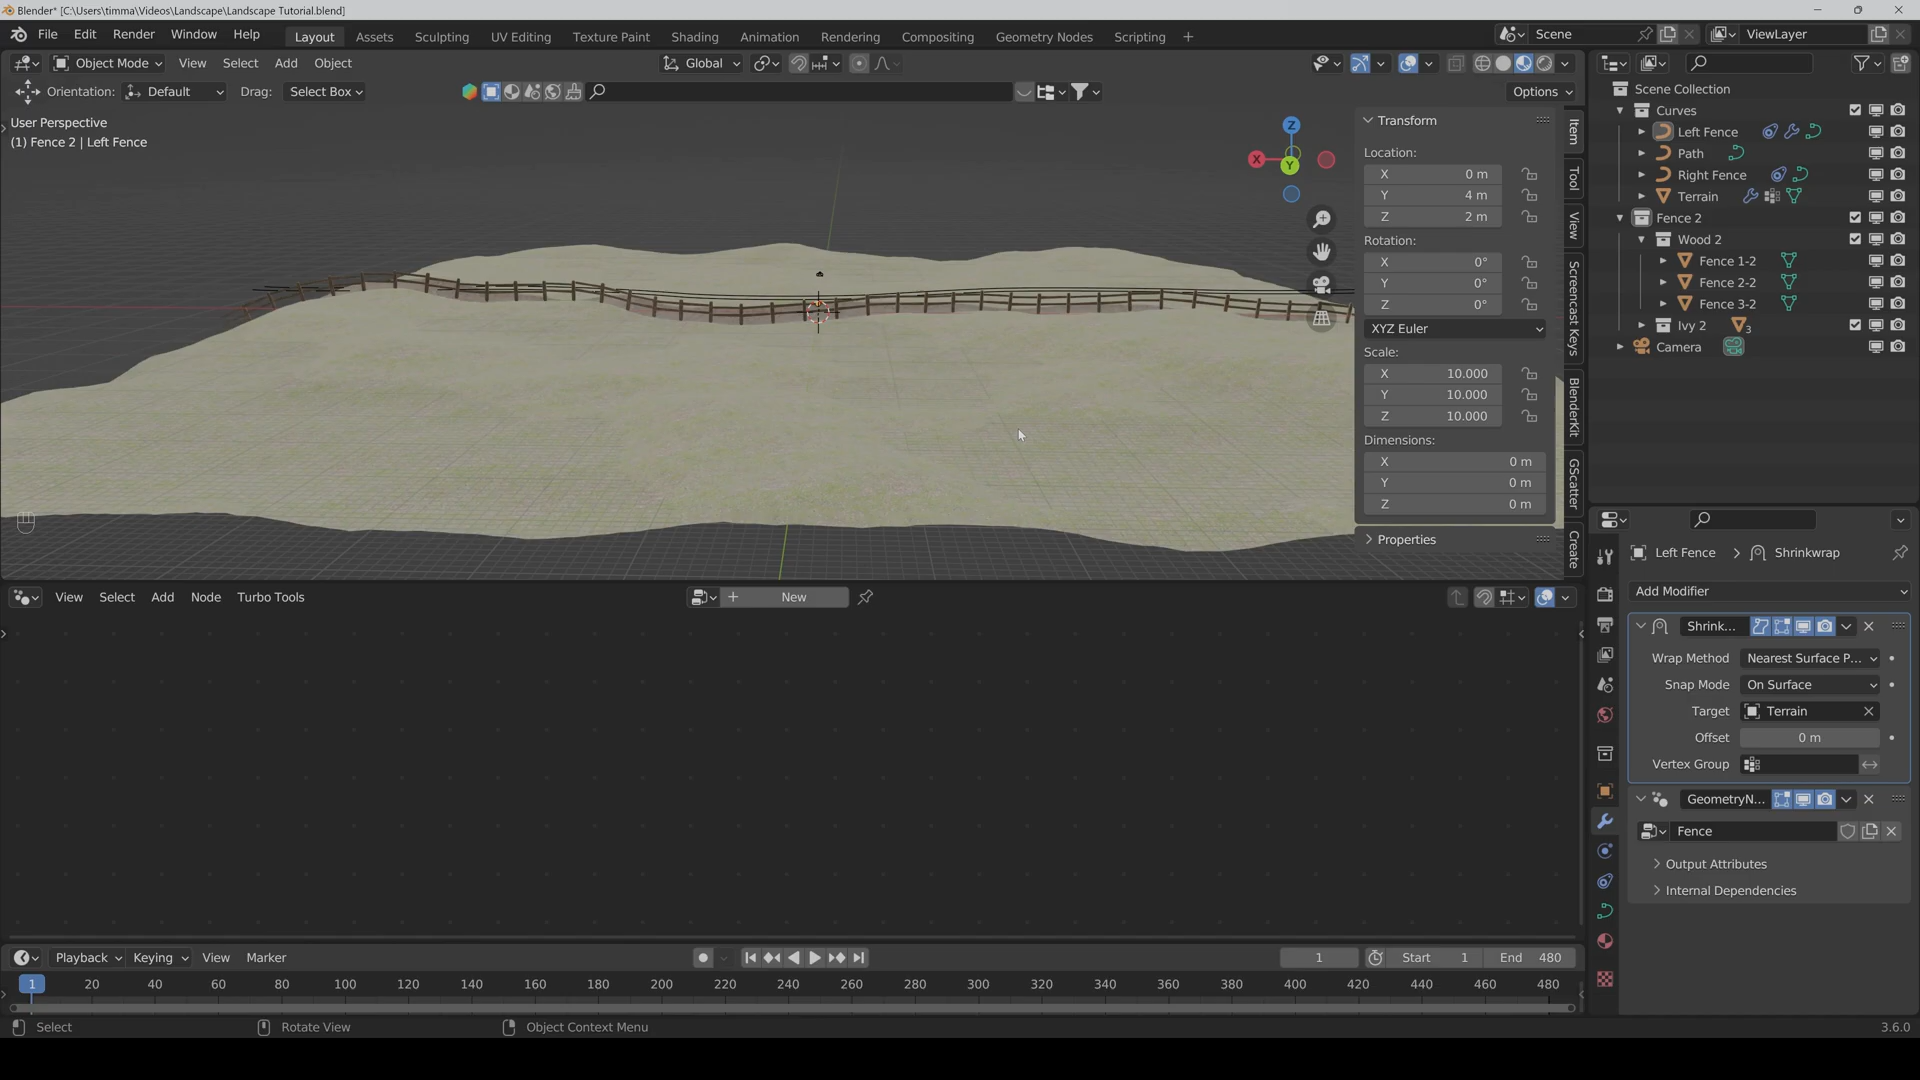 Blender* [C:\Users\timma\Videos\Landscape\Landscape Tutorial.blend]
File Edit Render Window Help Layout Assets Sculpting UV Editing Texture Paint Shading Animation Rendering Compositing Geometry Nodes Scripting + Scene ViewLayer
Object Mode View Select Add Object Global
Orientation: Default Drag: Select Box Options
User Perspective
(1) Fence 2 | Left Fence
Z
X
Y
Transform
Location:
X 0 m
Y 4 m
Z 2 m
Rotation:
X 0°
Y 0°
Z 0°
XYZ Euler
Scale:
X 10.000
Y 10.000
Z 10.000
Dimensions:
X 0 m
Y 0 m
Z 0 m
Properties
Item
Tool
View
Screencast Keys
BlenderKit
GScatter
Create
Scene Collection
Curves
Left Fence
Path
Right Fence
Terrain
Fence 2
Wood 2
Fence 1-2
Fence 2-2
Fence 3-2
Ivy 2 3
Camera
Left Fence > Shrinkwrap
Add Modifier
Shrink...
Wrap Method Nearest Surface P...
Snap Mode On Surface
Target Terrain
Offset 0 m
Vertex Group
GeometryN...
Fence
Output Attributes
Internal Dependencies
View Select Add Node Turbo Tools + New
Playback Keying View Marker 1 Start 1 End 480
1 20 40 60 80 100 120 140 160 180 200 220 240 260 280 300 320 340 360 380 400 420 440 460 480
Select Rotate View Object Context Menu 3.6.0